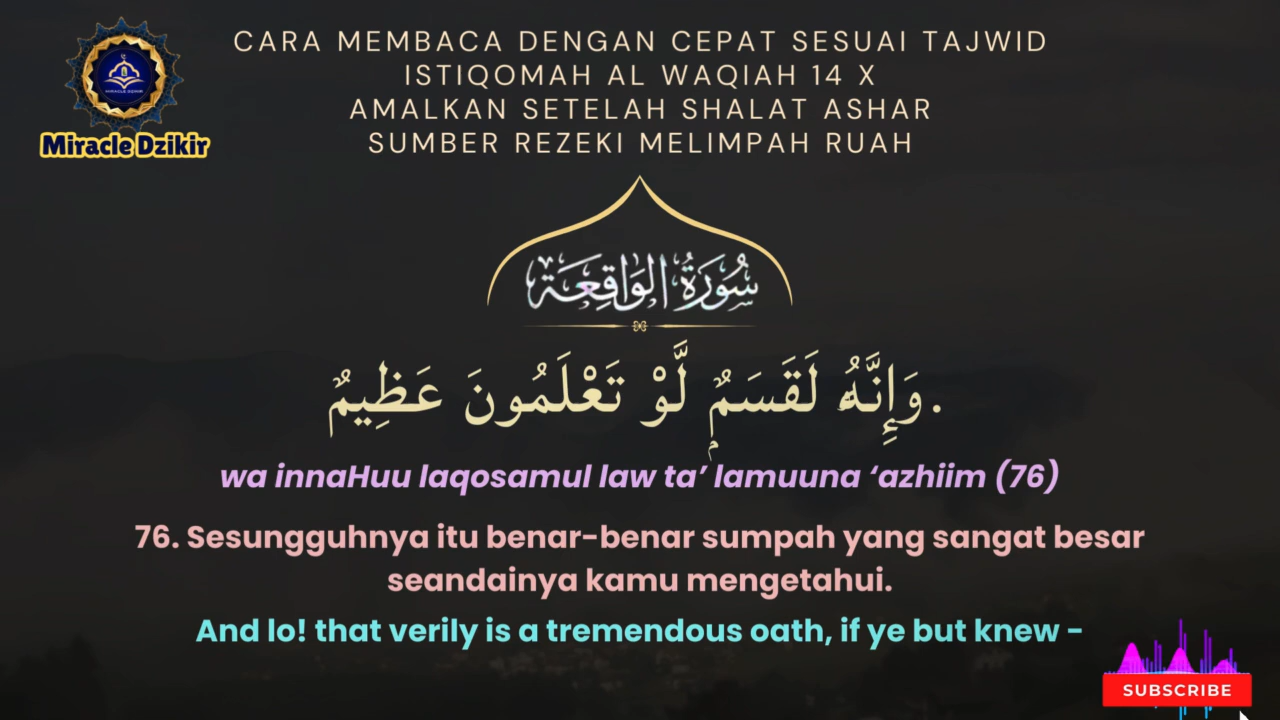 CARA MEMBACA DENGAN CEPAT SESUAI TAJWID
ISTIQOMAH AL WAQIAH 14 X
AMALKAN SETELAH SHALAT ASHAR
SUMBER REZEKI MELIMPAH RUAH
MIRACLE DZIKIR
Miracle Dzikir
سُورَةُ الوَاقِعَة
وَإِنَّهُۥ لَقَسَمٌۭ لَّوْ تَعْلَمُونَ عَظِيمٌ.
wa innaHuu laqosamul law ta’ lamuuna ‘azhiim (76)
76. Sesungguhnya itu benar-benar sumpah yang sangat besar
seandainya kamu mengetahui.
And lo! that verily is a tremendous oath, if ye but knew -
SUBSCRIBE